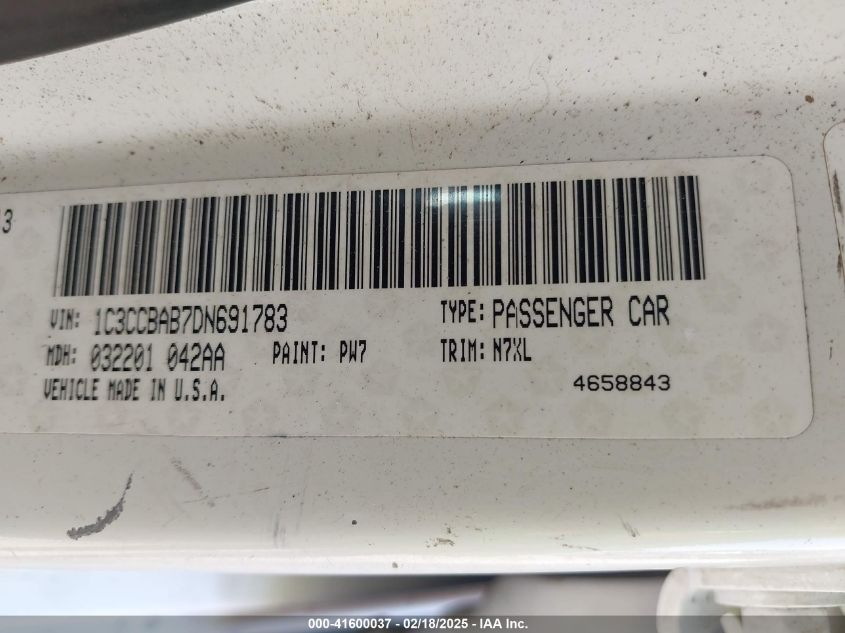 3
VIN: 1C3CCBAB7DN691783 TYPE: PASSENGER CAR
MDH: 032201 042AA PAINT: PW7 TRIM: N7XL
VEHICLE MADE IN U.S.A. 4658843
000-41600037 - 02/18/2025 - IAA Inc.